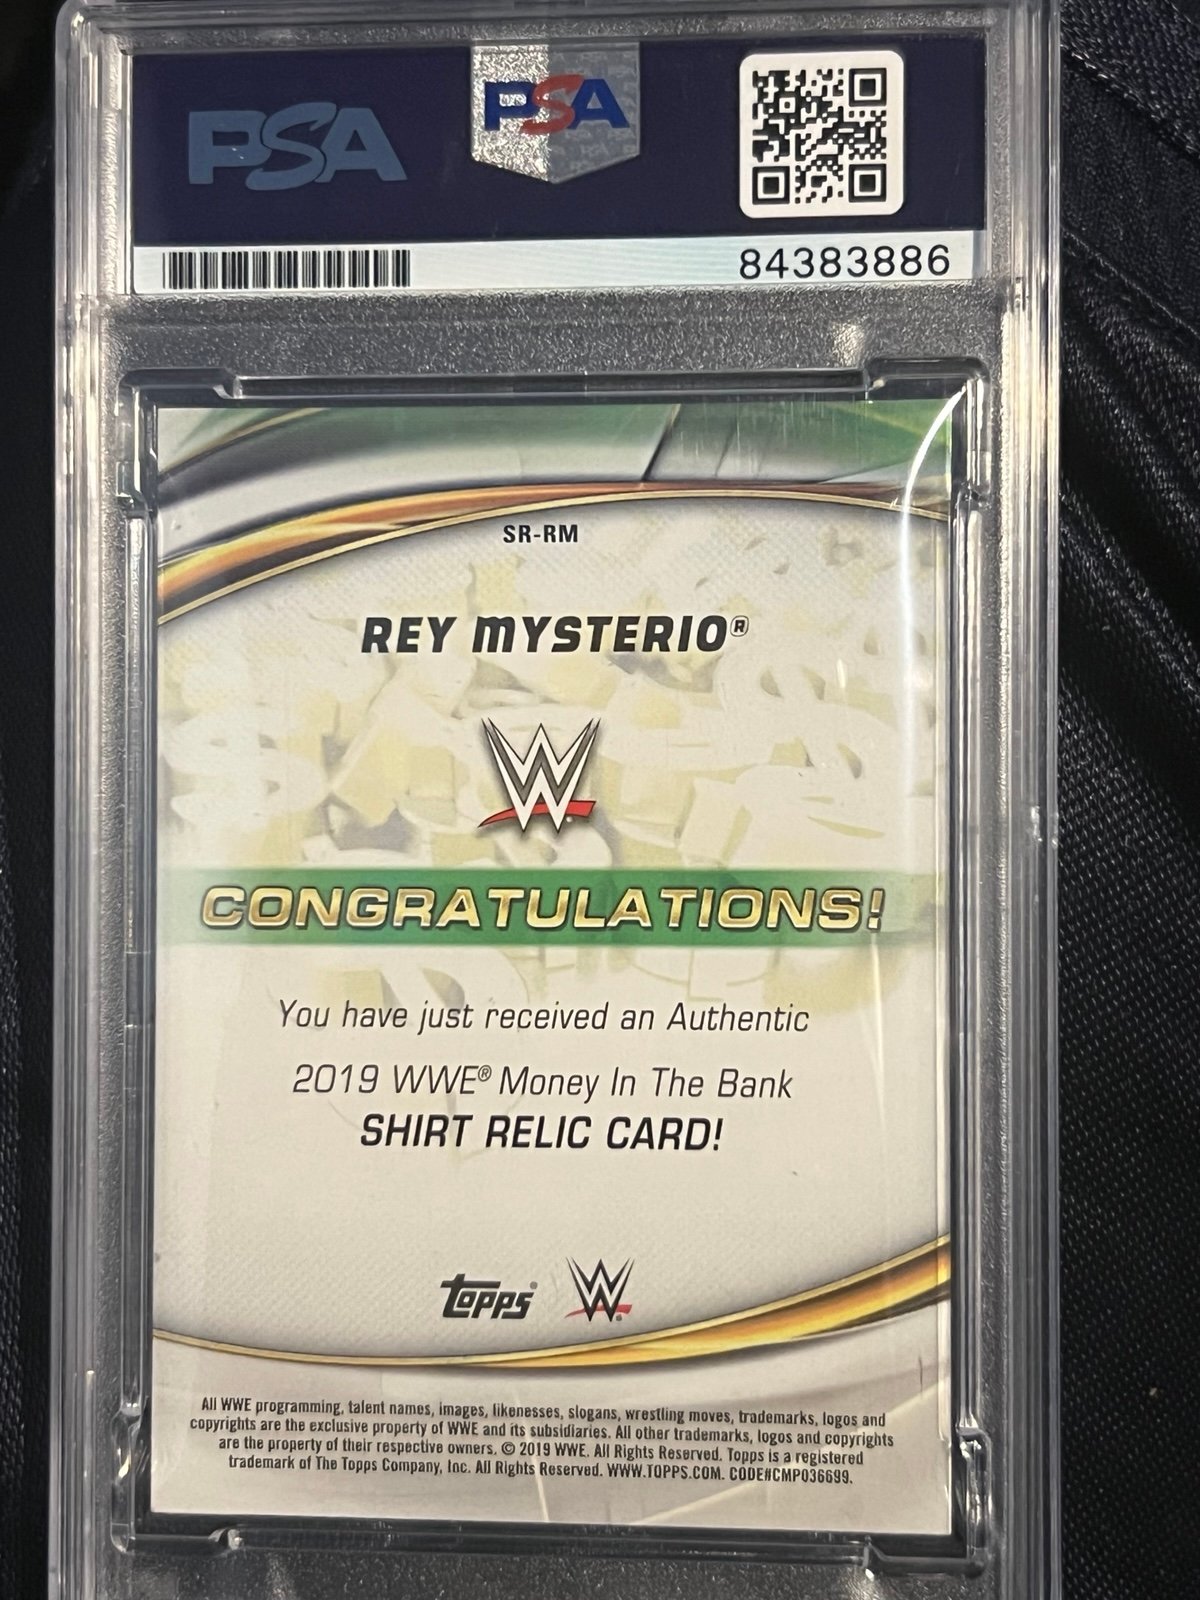 PSA
PSA
84383886
SR-RM
REY MYSTERIO®
W
CONGRATULATIONS!
You have just received an Authentic
2019 WWE® Money In The Bank
SHIRT RELIC CARD!
Topps W
All WWE programming, talent names, images, likenesses, slogans, wrestling moves, trademarks, logos and
copyrights are the exclusive property of WWE and its subsidiaries. All other trademarks, logos and copyrights
are the property of their respective owners. © 2019 WWE. All Rights Reserved. Topps is a registered
trademark of The Topps Company, Inc. All Rights Reserved. WWW.TOPPS.COM. CODE#CMP036699.